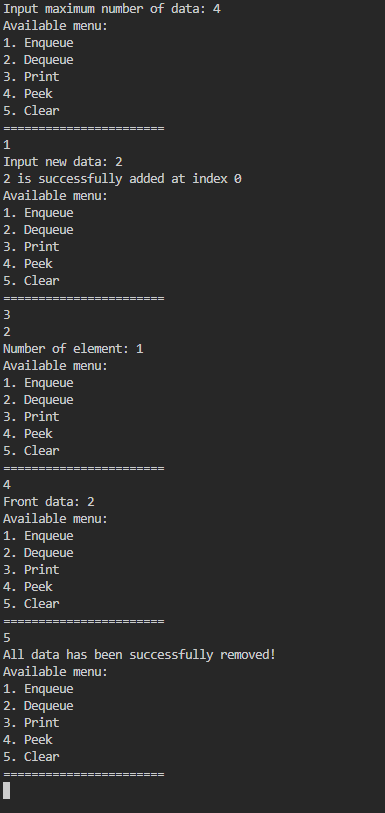 Input maximum number of data: 4
Available menu:
1. Enqueue
2. Dequeue
3. Print
4. Peek
5. Clear
=======================
1
Input new data: 2
2 is successfully added at index 0
Available menu:
1. Enqueue
2. Dequeue
3. Print
4. Peek
5. Clear
=======================
3
2
Number of element: 1
Available menu:
1. Enqueue
2. Dequeue
3. Print
4. Peek
5. Clear
=======================
4
Front data: 2
Available menu:
1. Enqueue
2. Dequeue
3. Print
4. Peek
5. Clear
=======================
5
All data has been successfully removed!
Available menu:
1. Enqueue
2. Dequeue
3. Print
4. Peek
5. Clear
=======================